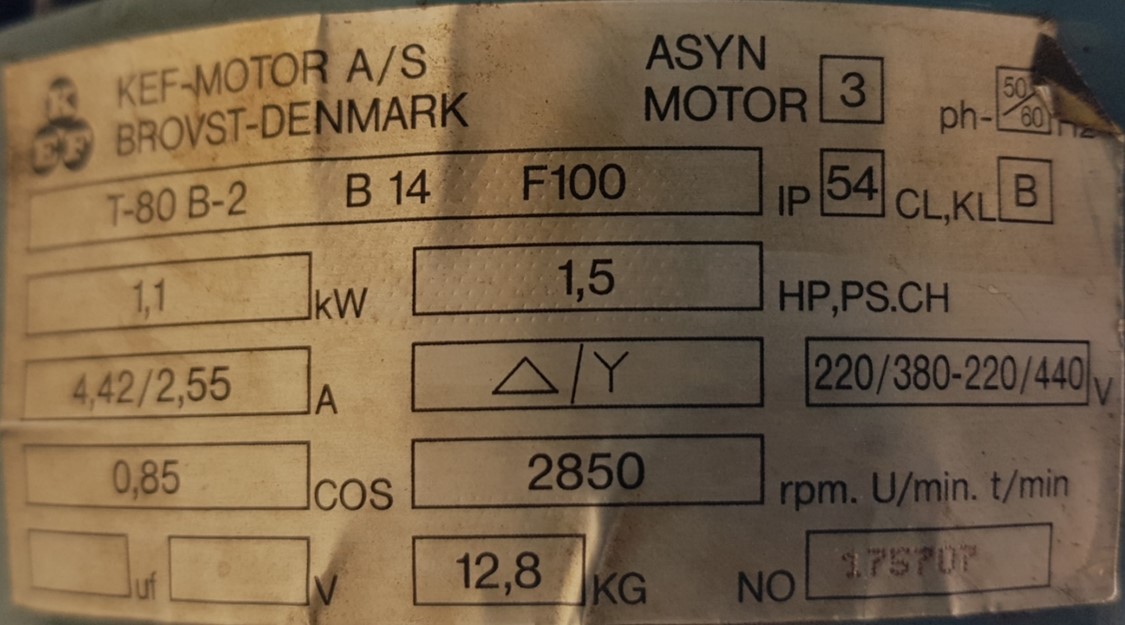 K
EF
KEF-MOTOR A/S
BROVST-DENMARK
ASYN
MOTOR 3 ph- 50/60 Hz
T-80 B-2 B 14 F100 IP 54 CL,KL B
1,1 kW 1,5 HP,PS.CH
4,42/2,55 A △/Y 220/380-220/440 V
0,85 COS 2850 rpm. U/min. t/min
uf V 12,8 KG NO 175707